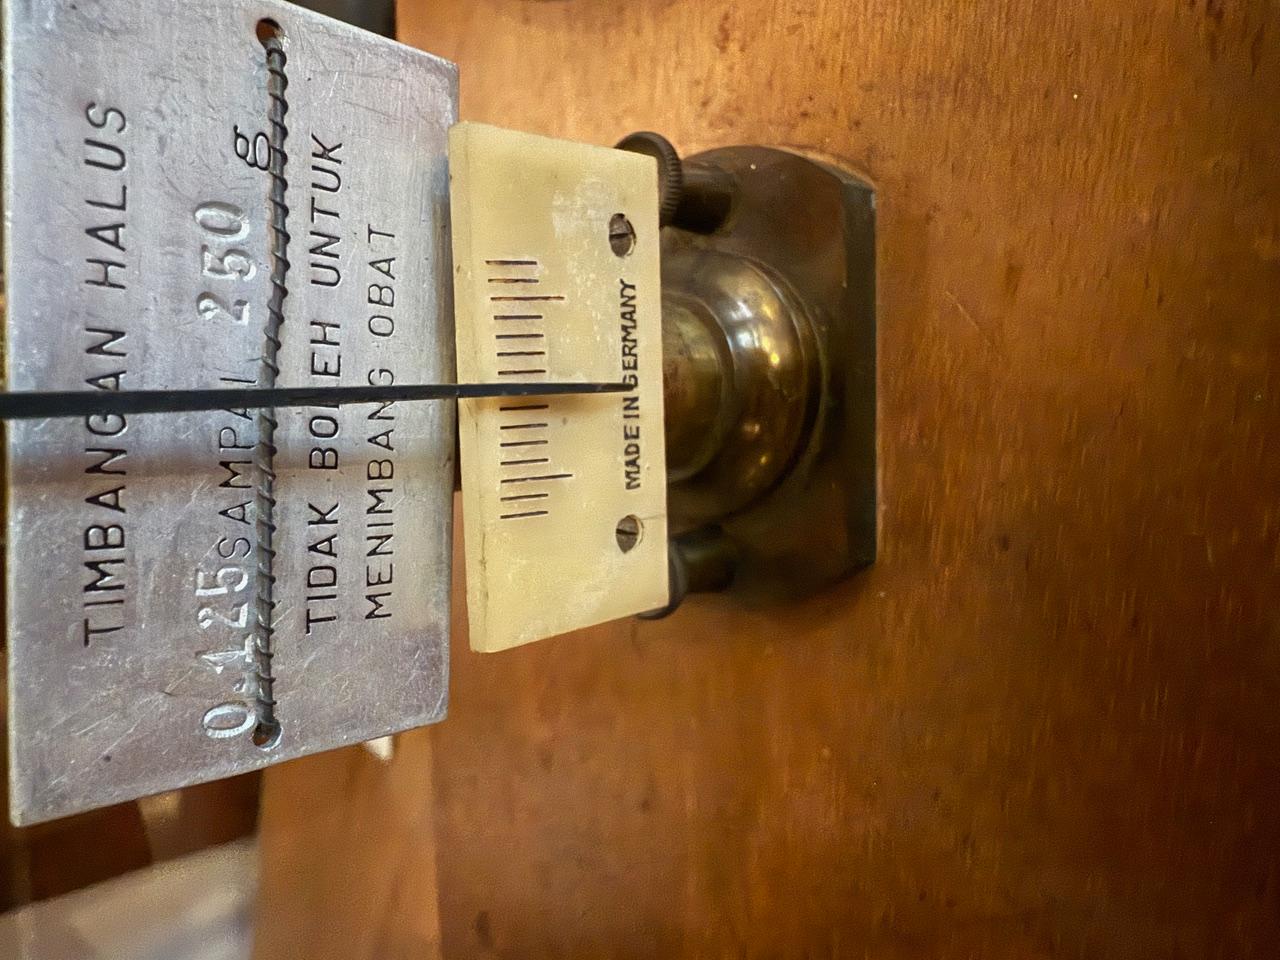 TIMBANGAN HALUS
0,125 SAMPAI 250 g
TIDAK BOLEH UNTUK
MENIMBANG OBAT
MADE IN GERMANY